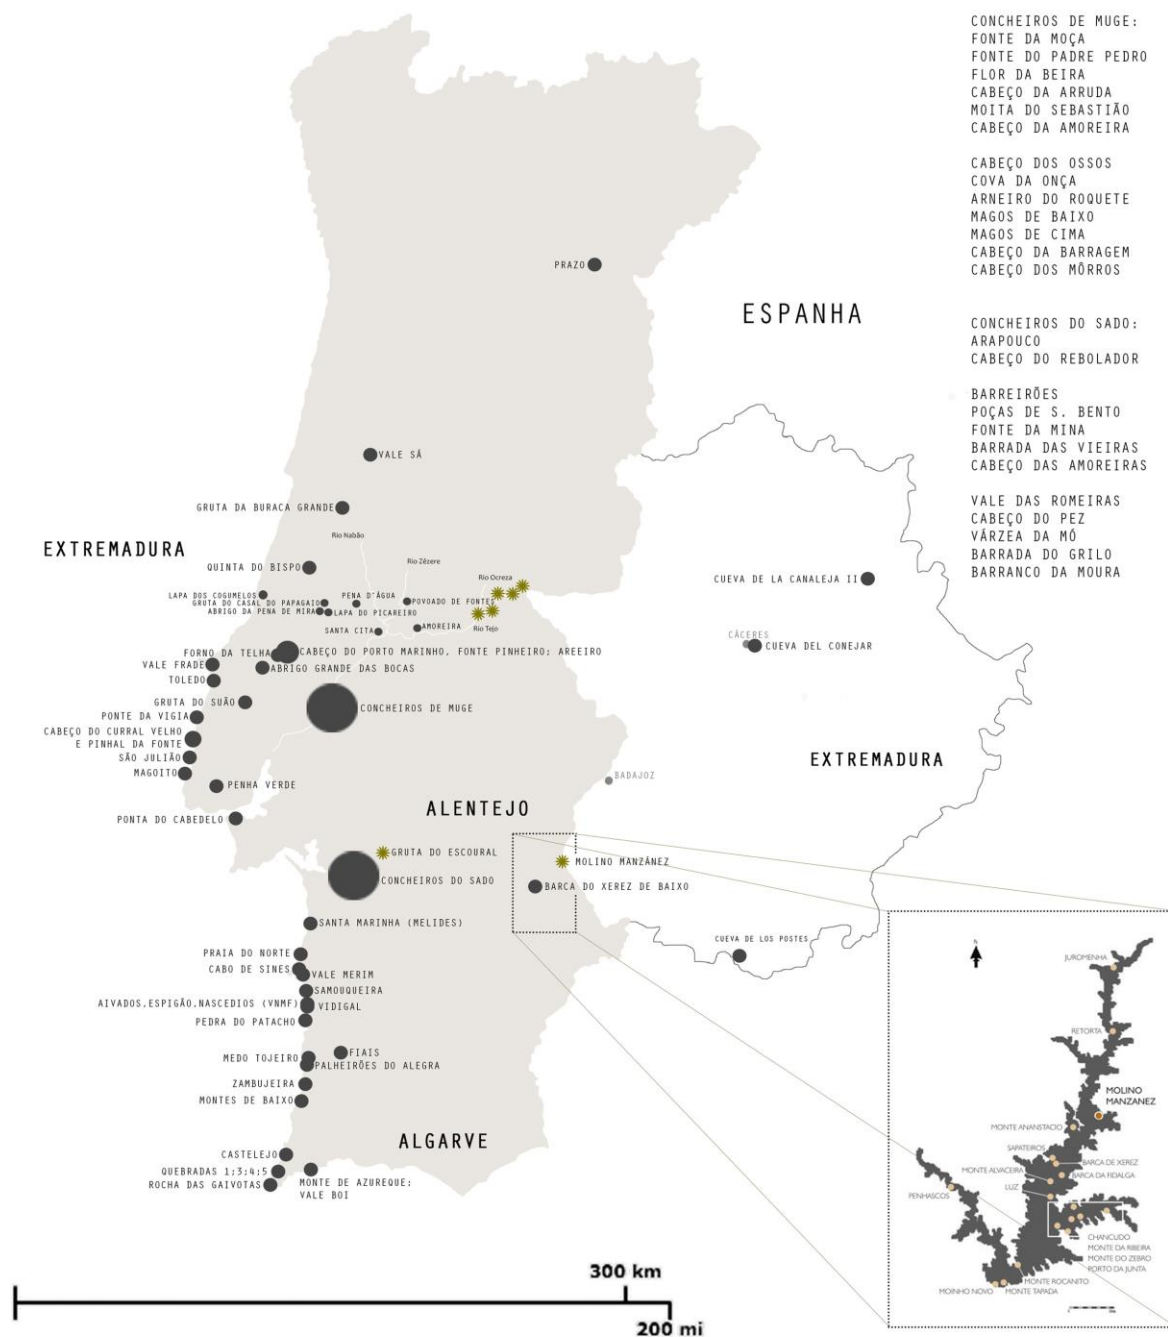 CONCHEIROS DE MUGE:
FONTE DA MOÇA
FONTE DO PADRE PEDRO
FLOR DA BEIRA
CABEÇO DA ARRUDA
MOITA DO SEBASTIÃO
CABEÇO DA AMOREIRA
CABEÇO DOS OSSOS
COVA DA ONÇA
ARNEIRO DO ROQUETE
MAGOS DE BAIXO
MAGOS DE CIMA
CABEÇO DA BARRAGEM
CABEÇO DOS MÔRROS
CONCHEIROS DO SADO:
ARAPOUCO
CABEÇO DO REBOLADOR
BARREIRÕES
POÇAS DE S. BENTO
FONTE DA MINA
BARRADA DAS VIEIRAS
CABEÇO DAS AMOREIRAS
VALE DAS ROMEIRAS
CABEÇO DO PEZ
VÁRZEA DA MÓ
BARRADA DO GRILO
BARRANCO DA MOURA
PRAZO
ESPANHA
VALE SÃ
GRUTA DA BURACA GRANDE
Rio Nabão
EXTREMADURA
Rio Zêzere
QUINTA DO BISPO
Rio Ocreza
CUEVA DE LA CANALEJA II
LAPA DOS COGUMELOS
PENA D'ÁGUA
GRUTA DO CASAL DO PAPAGAIO
POVOADO DE FONTES
ABRIGO DA PENA DE MIRA
LAPA DO PICAREIRO
SANTA CITA
AMOREIRA
Rio Tejo
CÁCERES
CUEVA DEL CONEJAR
FORNO DA TELHA
CABEÇO DO PORTO MARINHO. FONTE PINHEIRO; AREEIRO
VALE FRADE
ABRIGO GRANDE DAS BOCAS
TOLEDO
GRUTA DO SUÃO
CONCHEIROS DE MUGE
PONTE DA VIGIA
CABEÇO DO CURRAL VELHO
E PINHAL DA FONTE
SÃO JULIÃO
EXTREMADURA
MAGOITO
BADAJOZ
PENHA VERDE
ALENTEJO
PONTA DO CABEDELO
GRUTA DO ESCOURAL
MOLINO MANZÁNEZ
CONCHEIROS DO SADO
BARCA DO XEREZ DE BAIXO
SANTA MARINHA (MELIDES)
CUEVA DE LOS POSTES
PRAIA DO NORTE
CABO DE SINES
VALE MERIM
SAMOUQUEIRA
AIVADOS,ESPIGÃO,NASCEDIOS (VNMF)
VIDIGAL
PEDRA DO PATACHO
FIAIS
MEDO TOJEIRO
PALHEIRÕES DO ALEGRA
ZAMBUJEIRA
MONTES DE BAIXO
ALGARVE
CASTELEJO
QUEBRADAS 1;3;4;5
ROCHA DAS GAIVOTAS
MONTE DE AZUREQUE;
VALE BOI
N
JUROMENHA
RETORTA
MOLINO
MANZANEZ
MONTE ANANSTACIO
SAPATEIROS
BARCA DE XEREZ
MONTE ALVACEIRA
BARCA DA FIDALGA
LUZ
PENHASCOS
CHANCUDO
MONTE DA RIBEIRA
MONTE DO ZEBRO
PORTO DA JUNTA
MONTE ROCANITO
MOINHO NOVO
MONTE TAPADA
300 km
200 mi